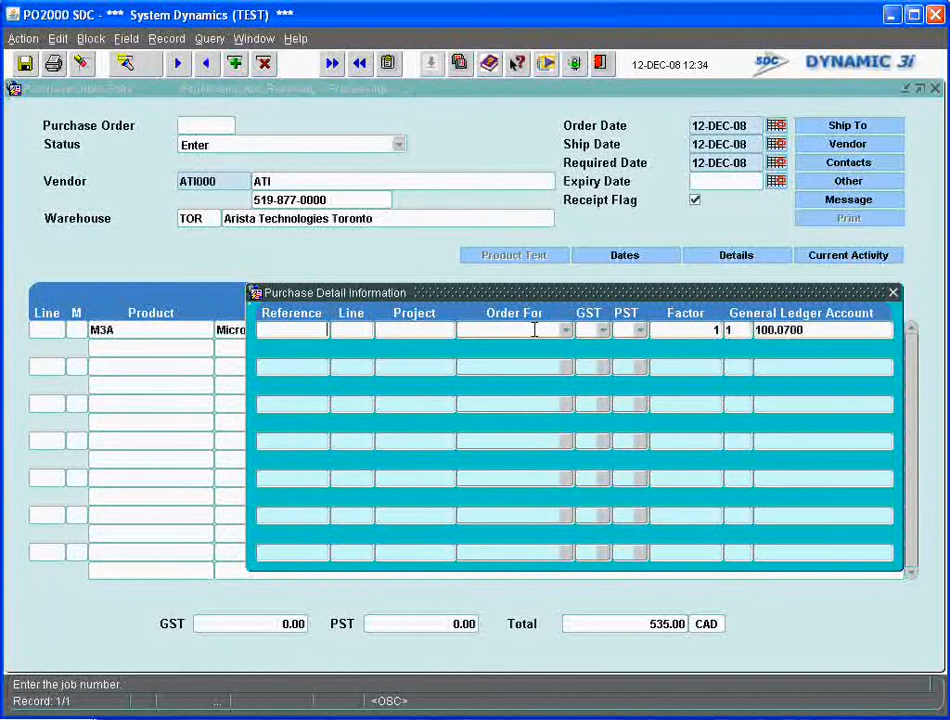 PO2000 SDC - *** System Dynamics (TEST) ***
Action Edit Block Field Record Query Window Help
12-DEC-08 12:34
SDC DYNAMIC 3i
Purchase Order Status Enter
Order Date 12-DEC-08 Ship To
Ship Date 12-DEC-08 Vendor
Vendor ATI000 ATI
519-877-0000
Required Date 12-DEC-08 Contacts
Expiry Date Other
Receipt Flag Message
Warehouse TOR Arista Technologies Toronto
Print
Product Text Dates Details Current Activity
Purchase Detail Information
Line M Product
Reference Line Project Order For GST PST Factor General Ledger Account
M3A Micro
1 1 100.0700
GST 0.00 PST 0.00 Total 535.00 CAD
Enter the job number.
Record: 1/1 ... <OSC>